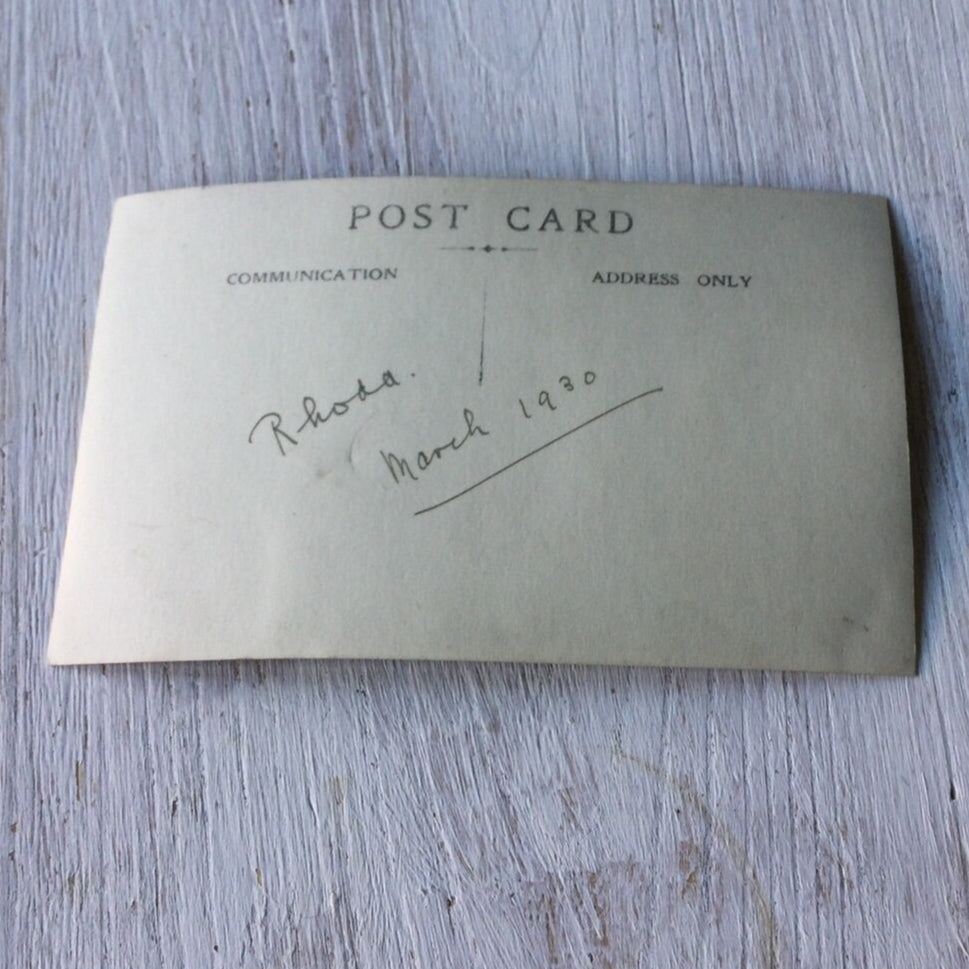 POST CARD
COMMUNICATION
ADDRESS ONLY
Rhoda.
March 1930